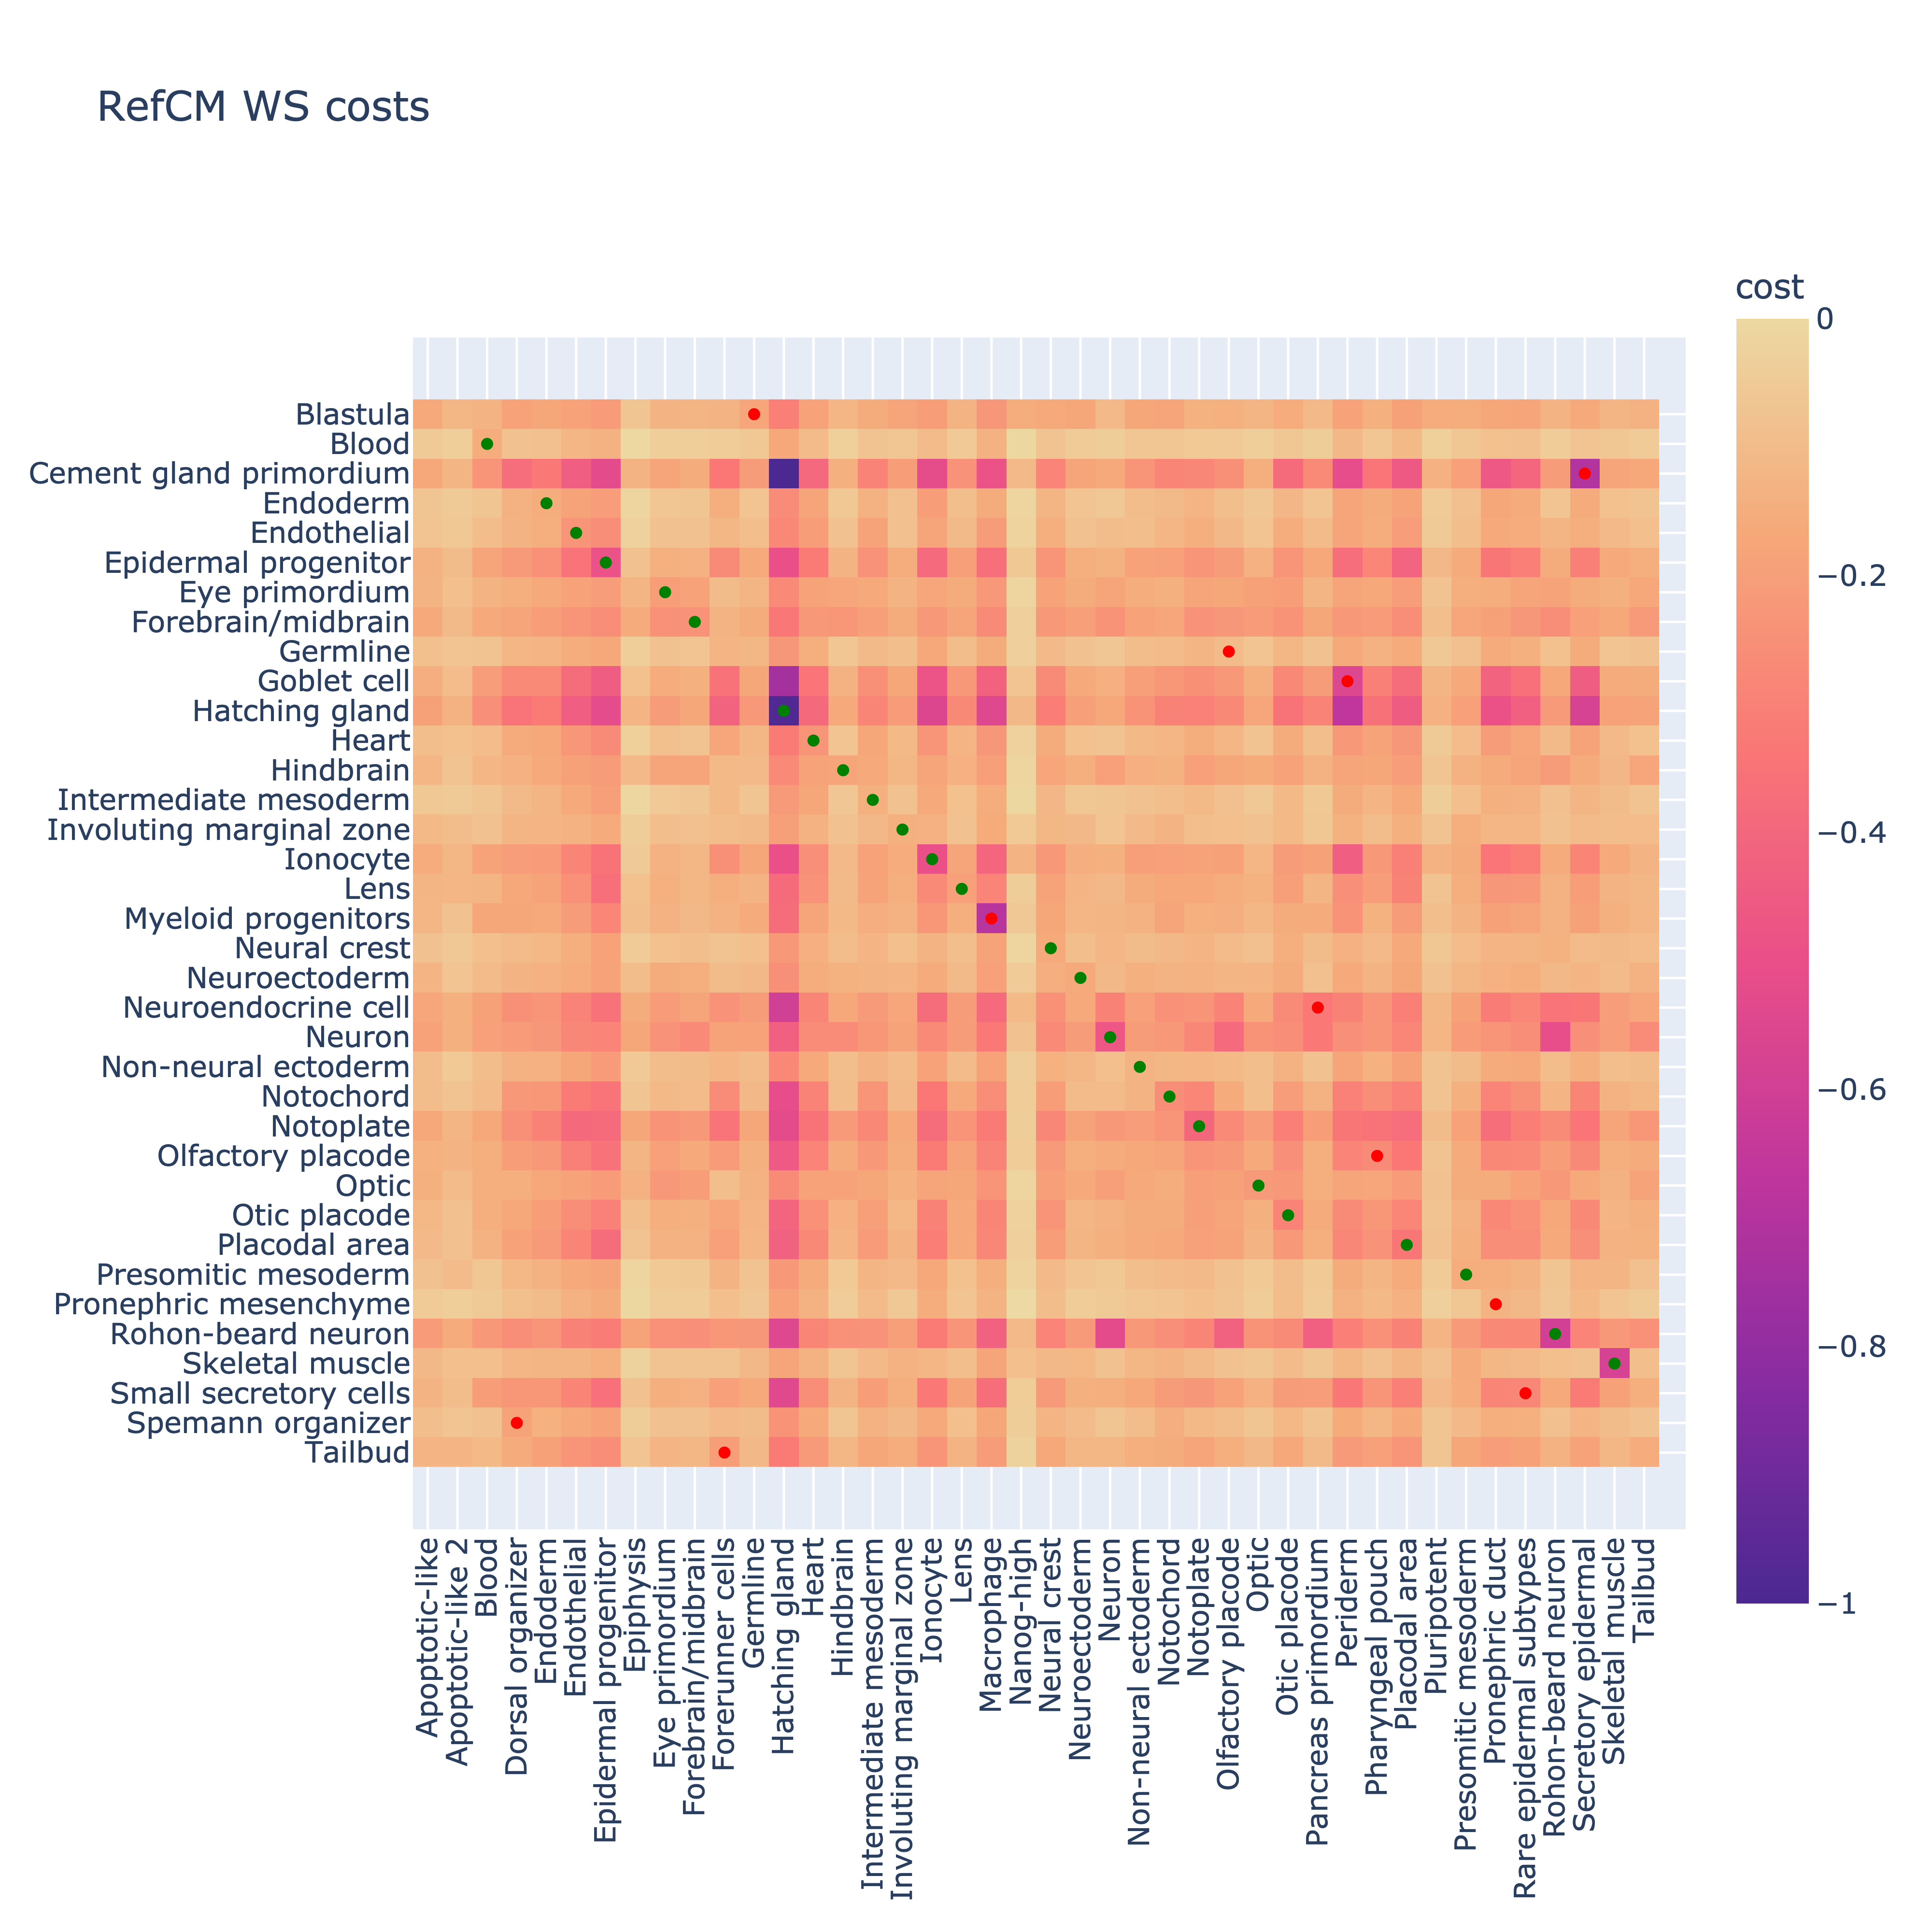 RefCM WS costs
cost
0
−0.2
−0.4
−0.6
−0.8
−1
Blastula
Blood
Cement gland primordium
Endoderm
Endothelial
Epidermal progenitor
Eye primordium
Forebrain/midbrain
Germline
Goblet cell
Hatching gland
Heart
Hindbrain
Intermediate mesoderm
Involuting marginal zone
Ionocyte
Lens
Myeloid progenitors
Neural crest
Neuroectoderm
Neuroendocrine cell
Neuron
Non-neural ectoderm
Notochord
Notoplate
Olfactory placode
Optic
Otic placode
Placodal area
Presomitic mesoderm
Pronephric mesenchyme
Rohon-beard neuron
Skeletal muscle
Small secretory cells
Spemann organizer
Tailbud
Apoptotic-like
Apoptotic-like 2
Blood
Dorsal organizer
Endoderm
Endothelial
Epidermal progenitor
Epiphysis
Eye primordium
Forebrain/midbrain
Forerunner cells
Germline
Hatching gland
Heart
Hindbrain
Intermediate mesoderm
Involuting marginal zone
Ionocyte
Lens
Macrophage
Nanog-high
Neural crest
Neuroectoderm
Neuron
Non-neural ectoderm
Notochord
Notoplate
Olfactory placode
Optic
Otic placode
Pancreas primordium
Periderm
Pharyngeal pouch
Placodal area
Pluripotent
Presomitic mesoderm
Pronephric duct
Rare epidermal subtypes
Rohon-beard neuron
Secretory epidermal
Skeletal muscle
Tailbud